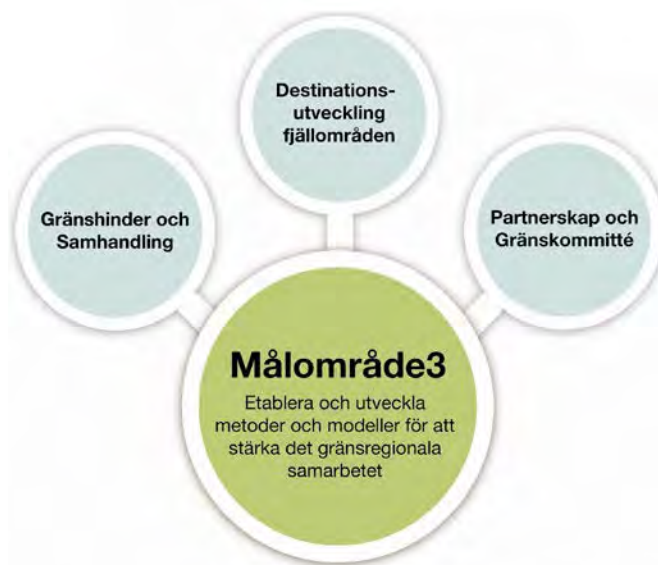 Destinations-
utveckling
fjällområden
Gränshinder och
Samhandling
Partnerskap och
Gränskommitté
Målområde3
Etablera och utveckla
metoder och modeller för att
stärka det gränsregionala
samarbetet